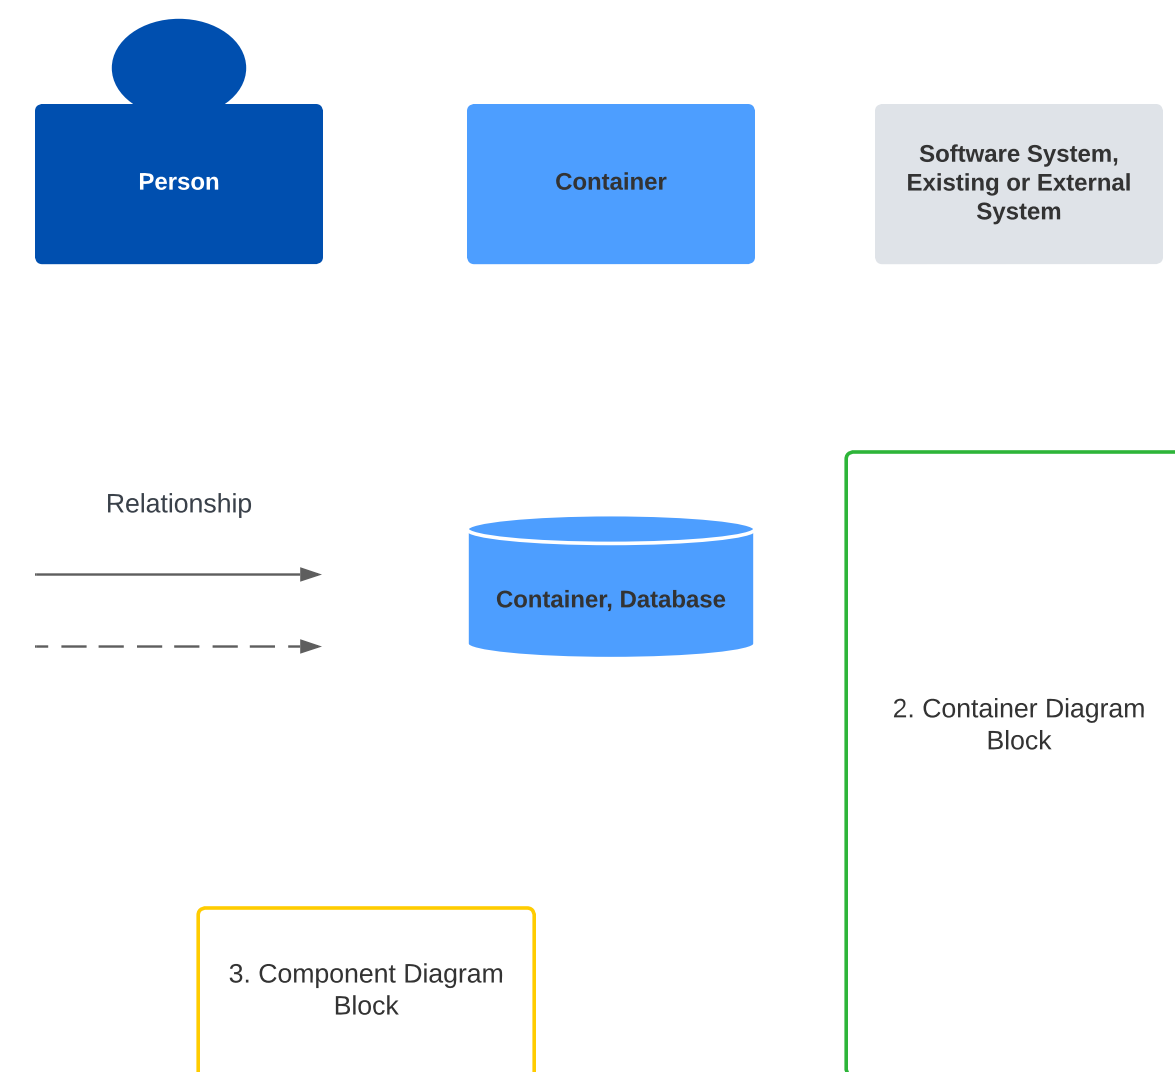 Person
Container
Software System,
Existing or External
System
Relationship
Container, Database
2. Container Diagram
Block
3. Component Diagram
Block